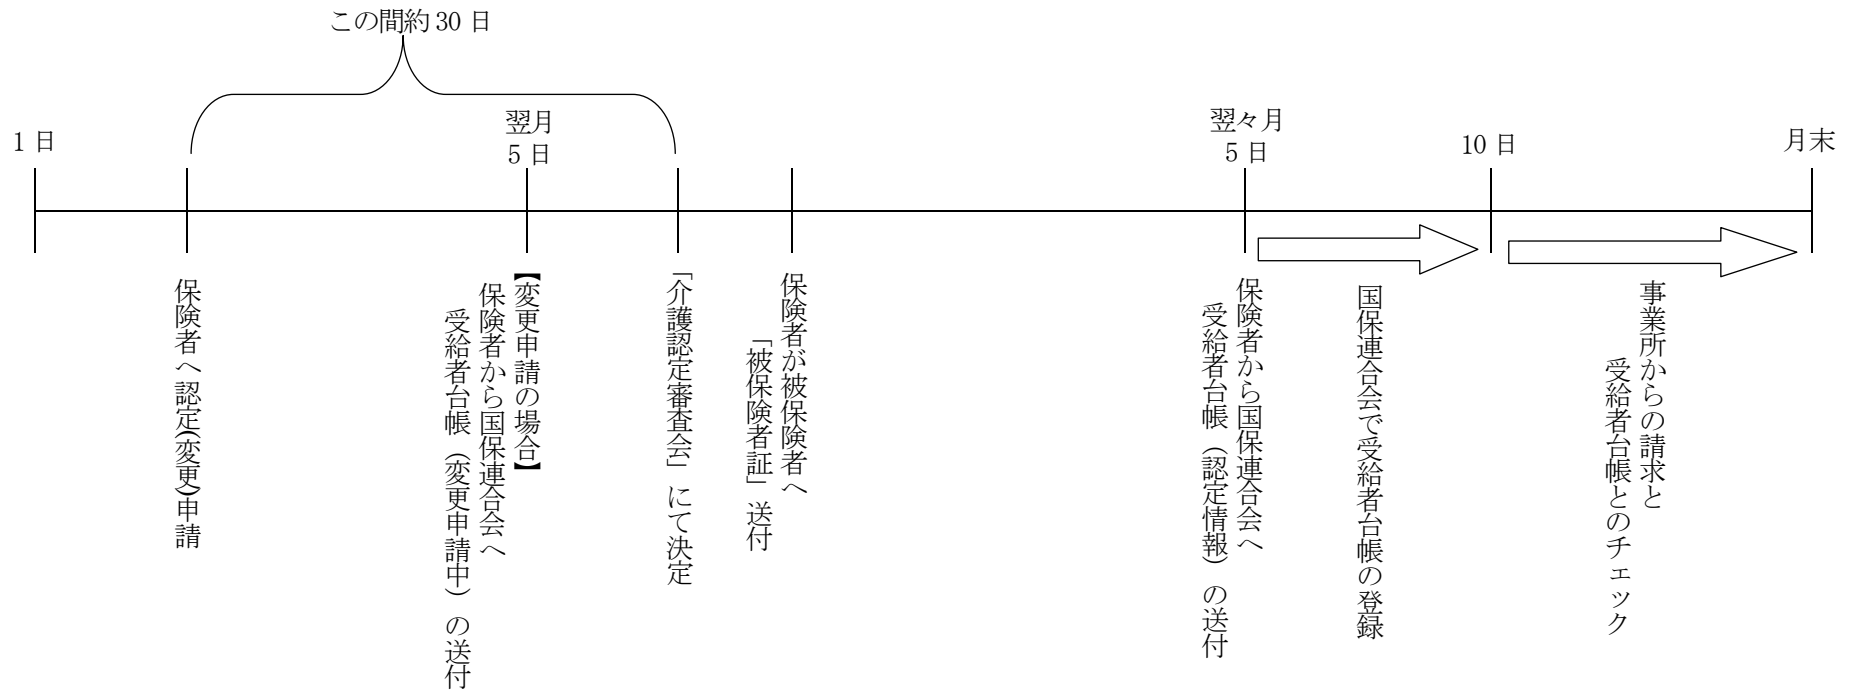 この間約30日
1日
翌月
5日
翌々月
5日
10日
月末
保険者へ認定(変更)申請
【変更申請の場合】
保険者から国保連合会へ
受給者台帳（変更申請中）の送付
「介護認定審査会」にて決定
保険者が被保険者へ
「被保険者証」送付
保険者から国保連合会へ
受給者台帳（認定情報）の送付
国保連合会で受給者台帳の登録
事業所からの請求と
受給者台帳とのチェック